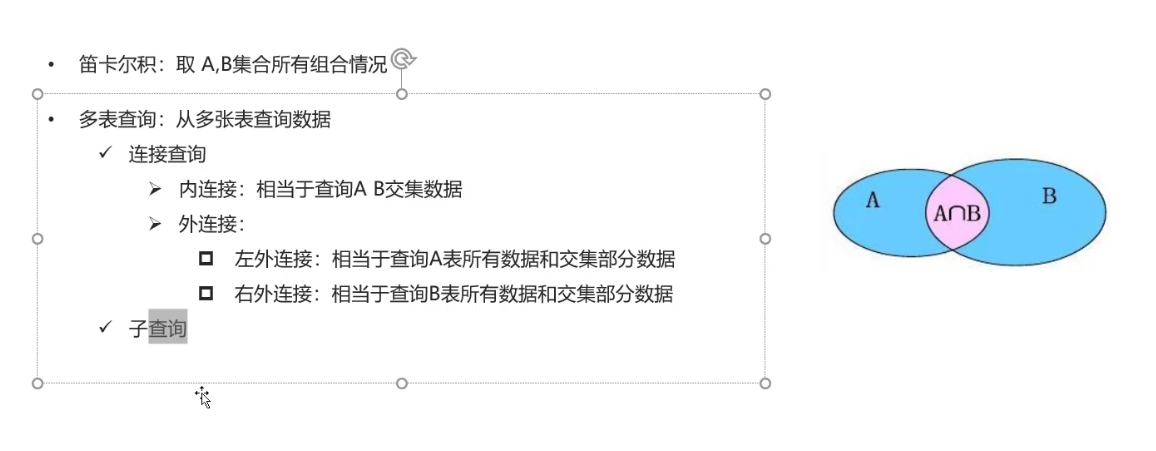 • 笛卡尔积：取 A,B集合所有组合情况
• 多表查询：从多张表查询数据
✓ 连接查询
➢ 内连接：相当于查询A B交集数据
➢ 外连接：
左外连接：相当于查询A表所有数据和交集部分数据
右外连接：相当于查询B表所有数据和交集部分数据
✓ 子查询
A
A∩B
B